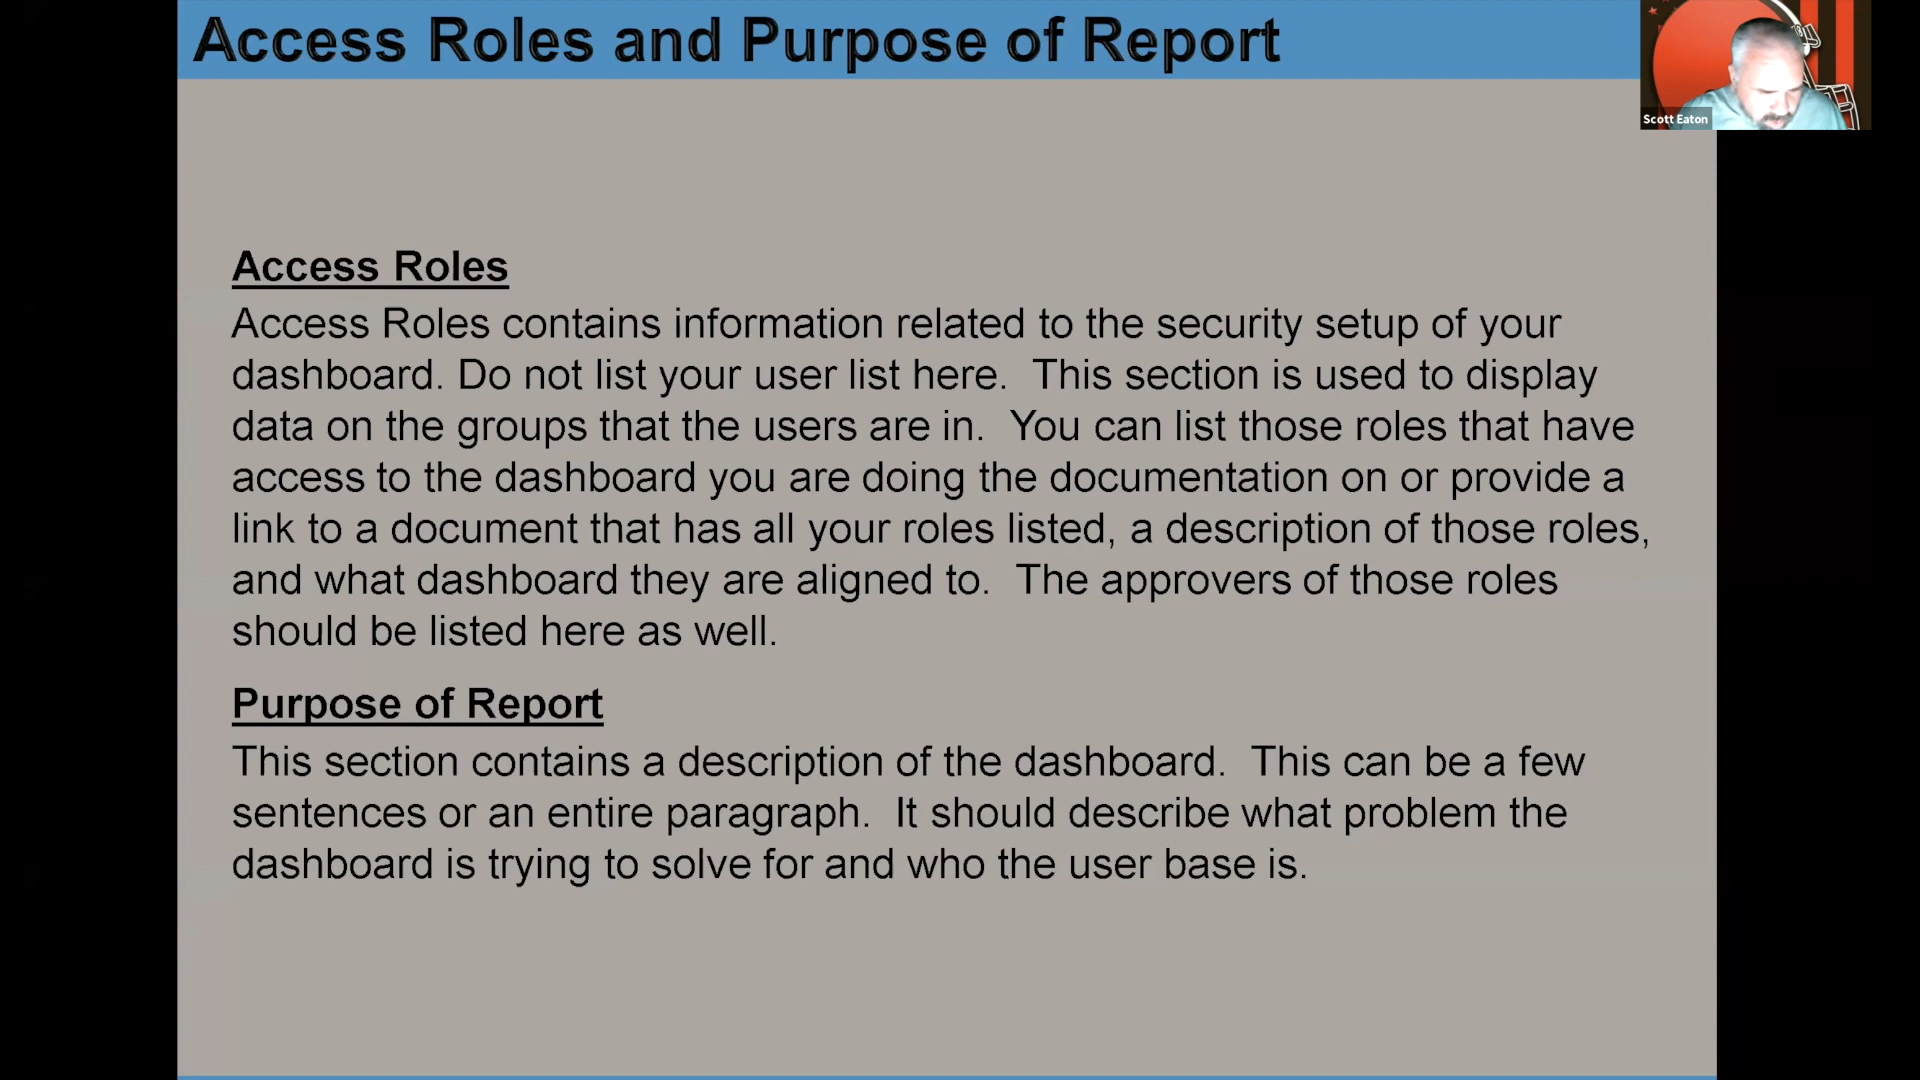 Access Roles and Purpose of Report
Scott Eaton
Access Roles
Access Roles contains information related to the security setup of your
dashboard. Do not list your user list here.  This section is used to display
data on the groups that the users are in.  You can list those roles that have
access to the dashboard you are doing the documentation on or provide a
link to a document that has all your roles listed, a description of those roles,
and what dashboard they are aligned to.  The approvers of those roles
should be listed here as well.
Purpose of Report
This section contains a description of the dashboard.  This can be a few
sentences or an entire paragraph.  It should describe what problem the
dashboard is trying to solve for and who the user base is.